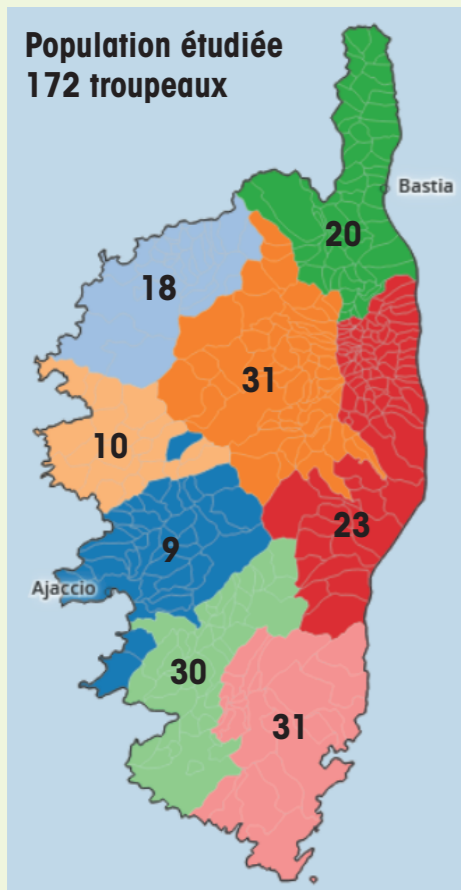 Population étudiée
172 troupeaux
Bastia
20
18
31
10
23
9
Ajaccio
30
31